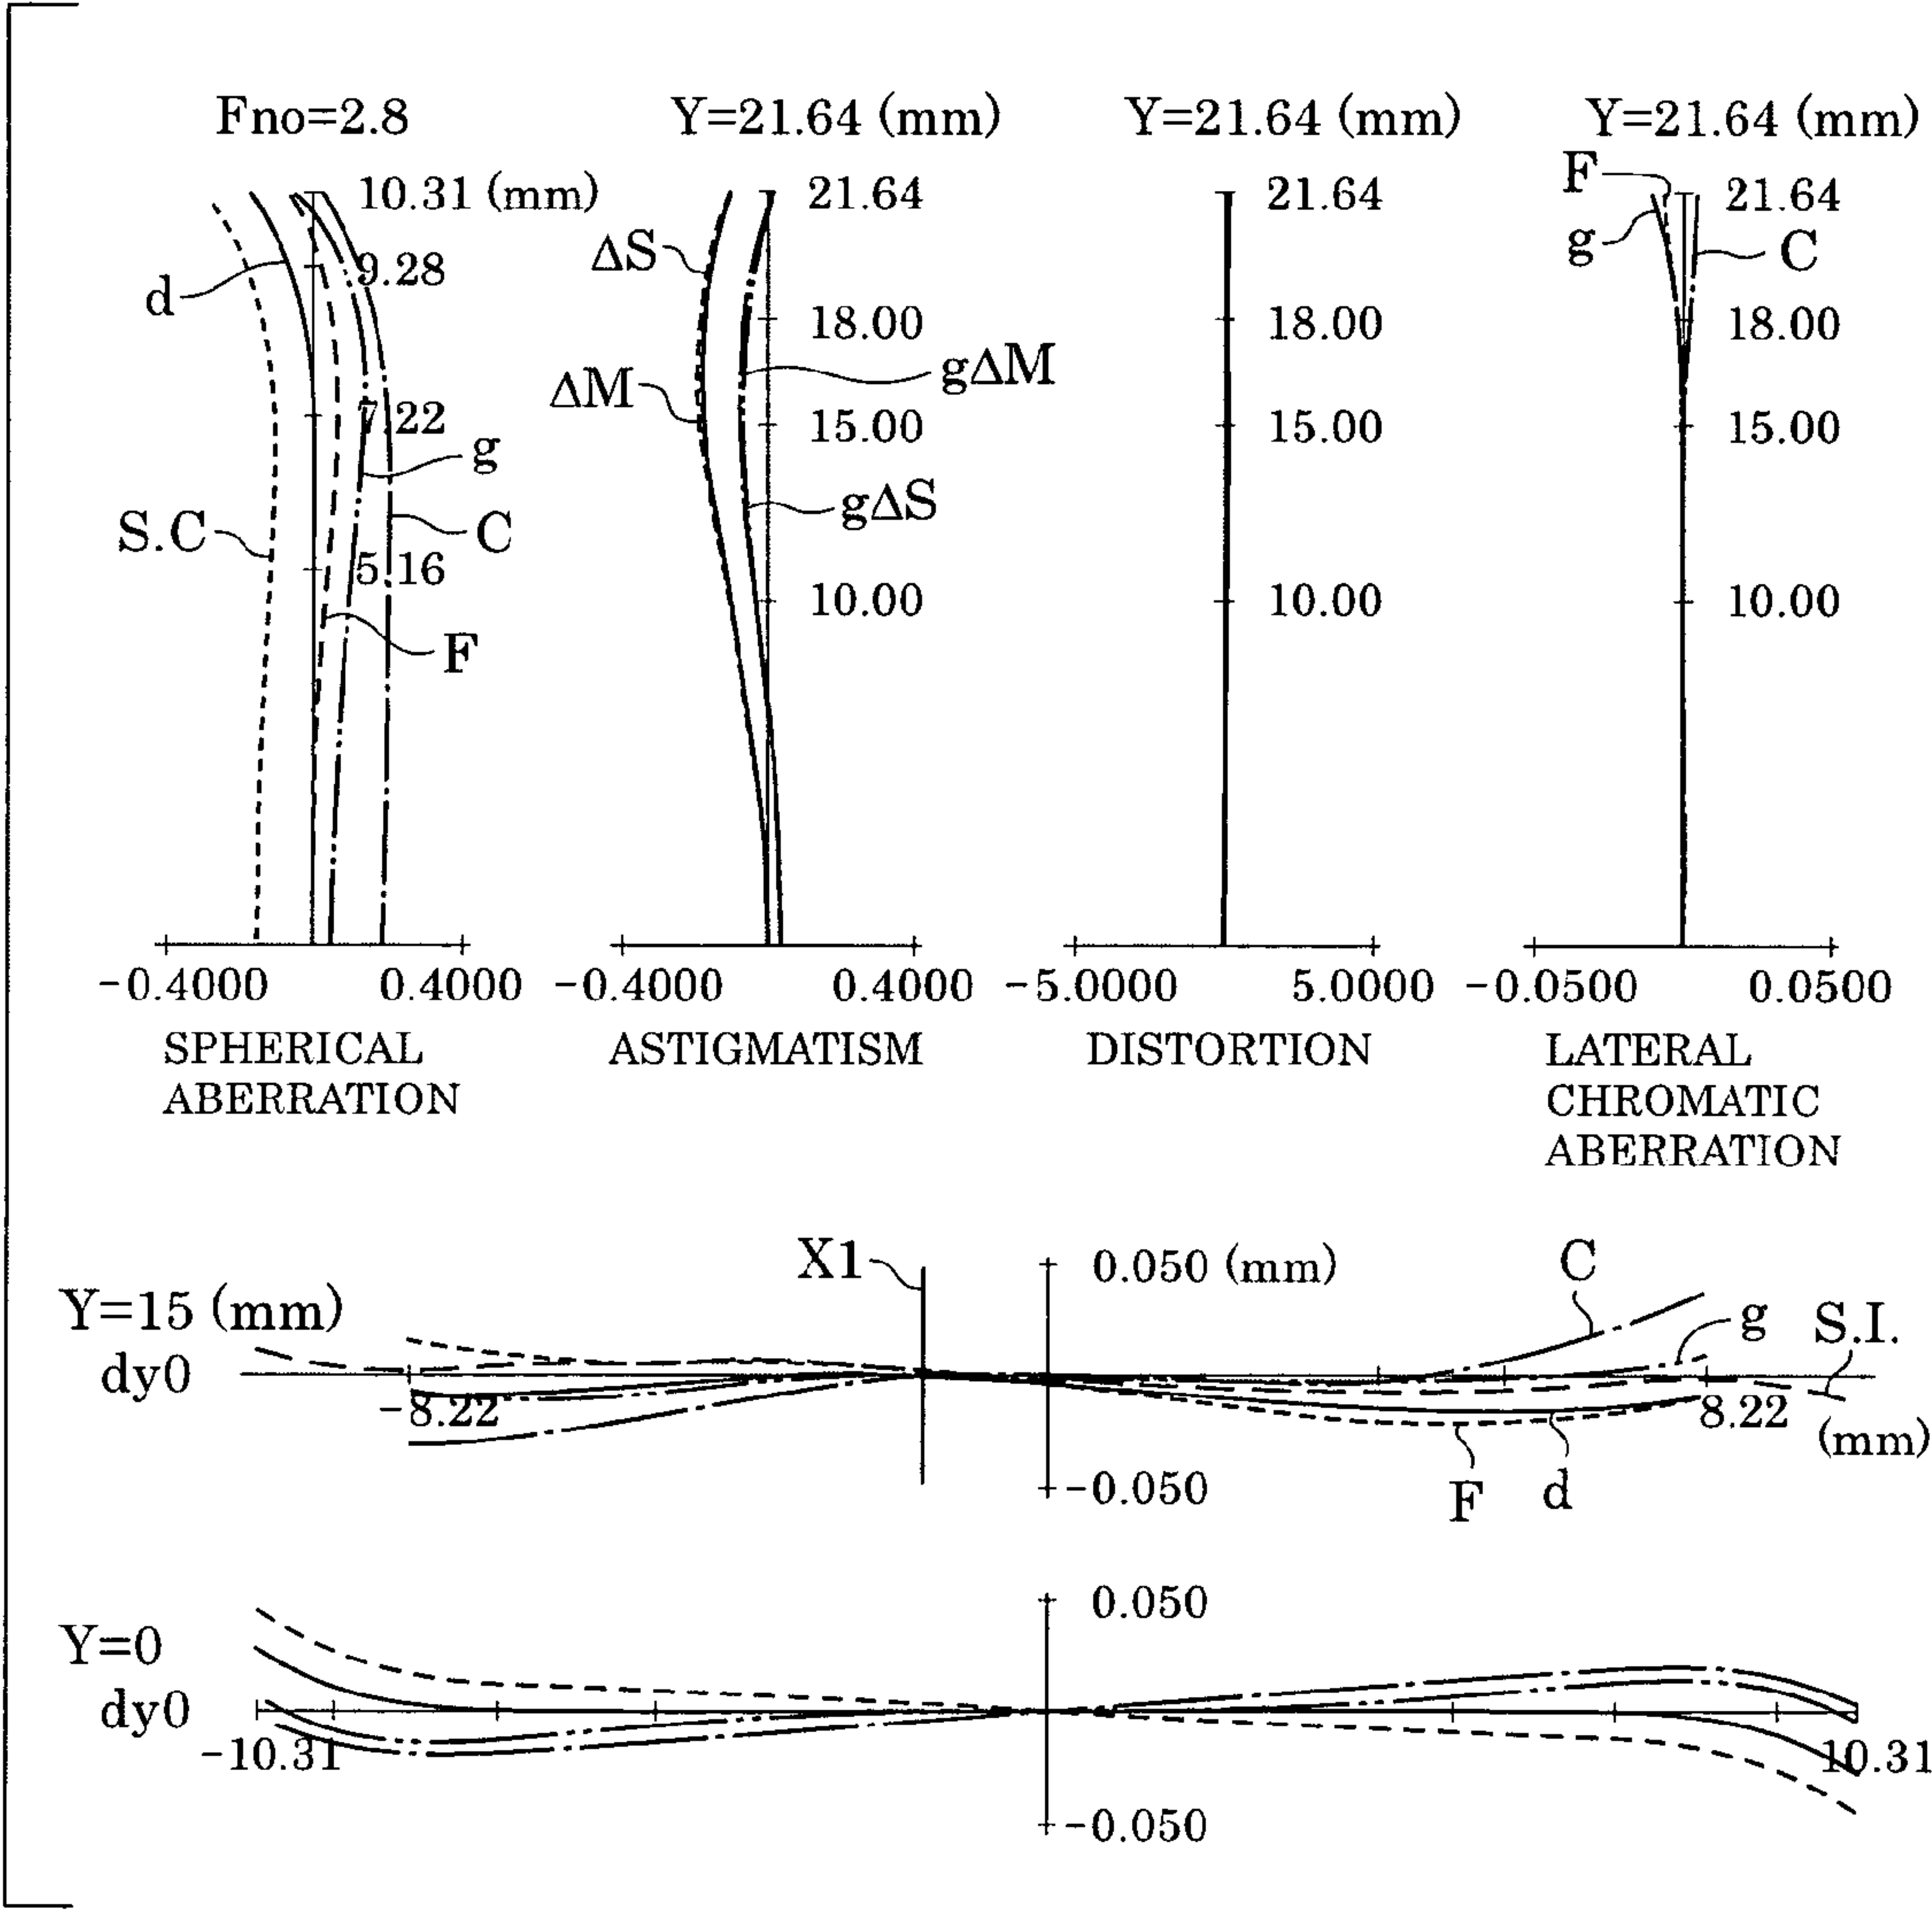 Fno=2.8
10.31 (mm)
9.28
d
7.22
g
S.C
C
5.16
F
-0.4000
0.4000
SPHERICAL
ABERRATION
Y=21.64 (mm)
21.64
ΔS
18.00
gΔM
ΔM
15.00
gΔS
10.00
-0.4000
0.4000
ASTIGMATISM
Y=21.64 (mm)
21.64
18.00
15.00
10.00
-5.0000
5.0000
DISTORTION
Y=21.64 (mm)
F
21.64
g
C
18.00
15.00
10.00
-0.0500
0.0500
LATERAL
CHROMATIC
ABERRATION
X1
0.050 (mm)
C
Y=15 (mm)
g
S.I.
dy0
-8.22
8.22
(mm)
-0.050
F
d
0.050
Y=0
dy0
-10.31
10.31
-0.050